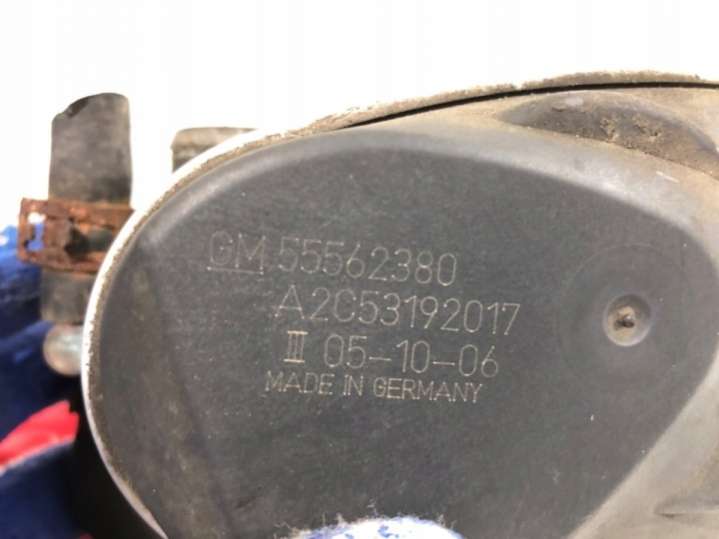 GM 55562380
A2C53192017
III 05-10-06
MADE IN GERMANY